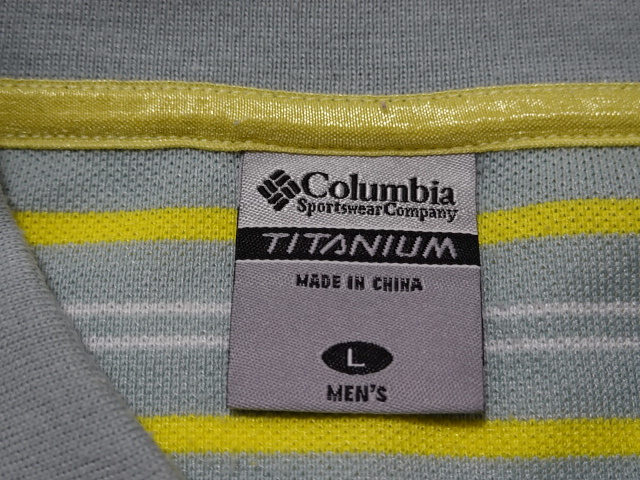 Columbia
Sportswear Company
TITANIUM
MADE IN CHINA
L
MEN'S